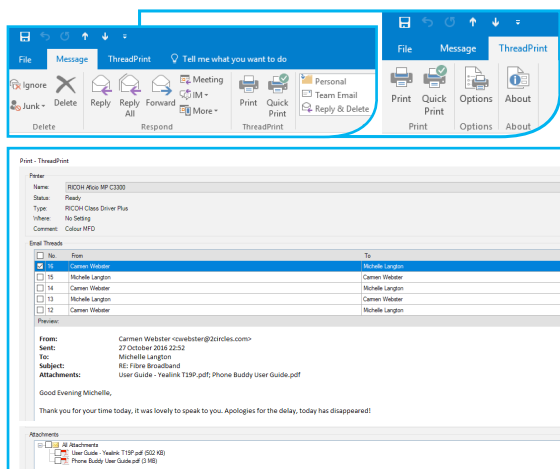 File Message ThreadPrint Tell me what you want to do
Ignore
Junk
Delete
Reply
Reply All
Forward
Meeting
IM
More
Print
Quick Print
Personal
Team Email
Reply & Delete
Delete Respond ThreadPrint
File Message ThreadPrint
Print
Quick Print
Options
About
Print Options About
Print - ThreadPrint
Printer
Name: RICOH Aficio MP C3300
Status: Ready
Type: RICOH Class Driver Plus
Where: No Setting
Comment: Colour MFD
Email Threads
No. From To
16 Carmen Webster Michelle Langton
15 Michelle Langton Carmen Webster
14 Carmen Webster Michelle Langton
13 Michelle Langton Carmen Webster
12 Carmen Webster Michelle Langton
Preview:
From: Carmen Webster <cwebster@2circles.com>
Sent: 27 October 2016 22:52
To: Michelle Langton
Subject: RE: Fibre Broadband
Attachments: User Guide - Yealink T19P.pdf; Phone Buddy User Guide.pdf
Good Evening Michelle,
Thank you for your time today, it was lovely to speak to you. Apologies for the delay, today has disappeared!
Attachments
All Attachments
User Guide - Yealink T19P.pdf (502 KB)
Phone Buddy User Guide.pdf (3 MB)